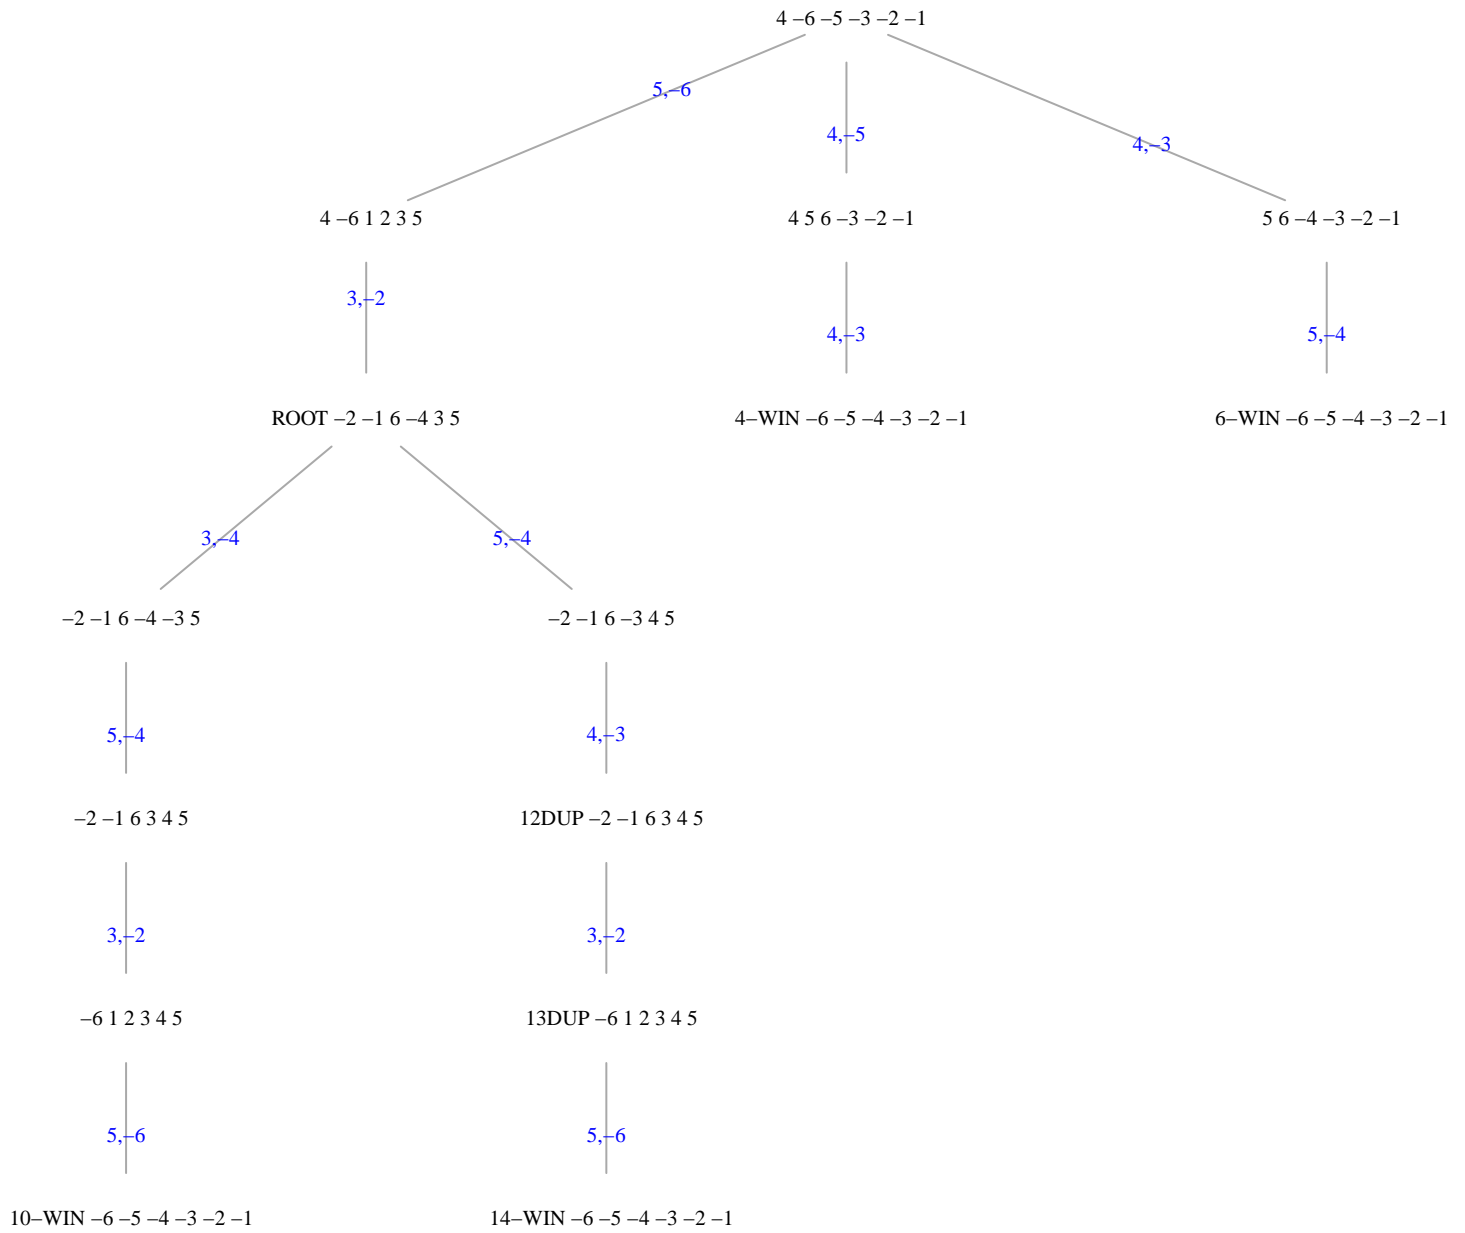 4 –6 –5 –3 –2 –1
5,–6
4,–5
4,–3
4 –6 1 2 3 5
4 5 6 –3 –2 –1
5 6 –4 –3 –2 –1
3,–2
4,–3
5,–4
ROOT –2 –1 6 –4 3 5
4–WIN –6 –5 –4 –3 –2 –1
6–WIN –6 –5 –4 –3 –2 –1
3,–4
5,–4
–2 –1 6 –4 –3 5
–2 –1 6 –3 4 5
5,–4
4,–3
–2 –1 6 3 4 5
12DUP –2 –1 6 3 4 5
3,–2
3,–2
–6 1 2 3 4 5
13DUP –6 1 2 3 4 5
5,–6
5,–6
10–WIN –6 –5 –4 –3 –2 –1
14–WIN –6 –5 –4 –3 –2 –1